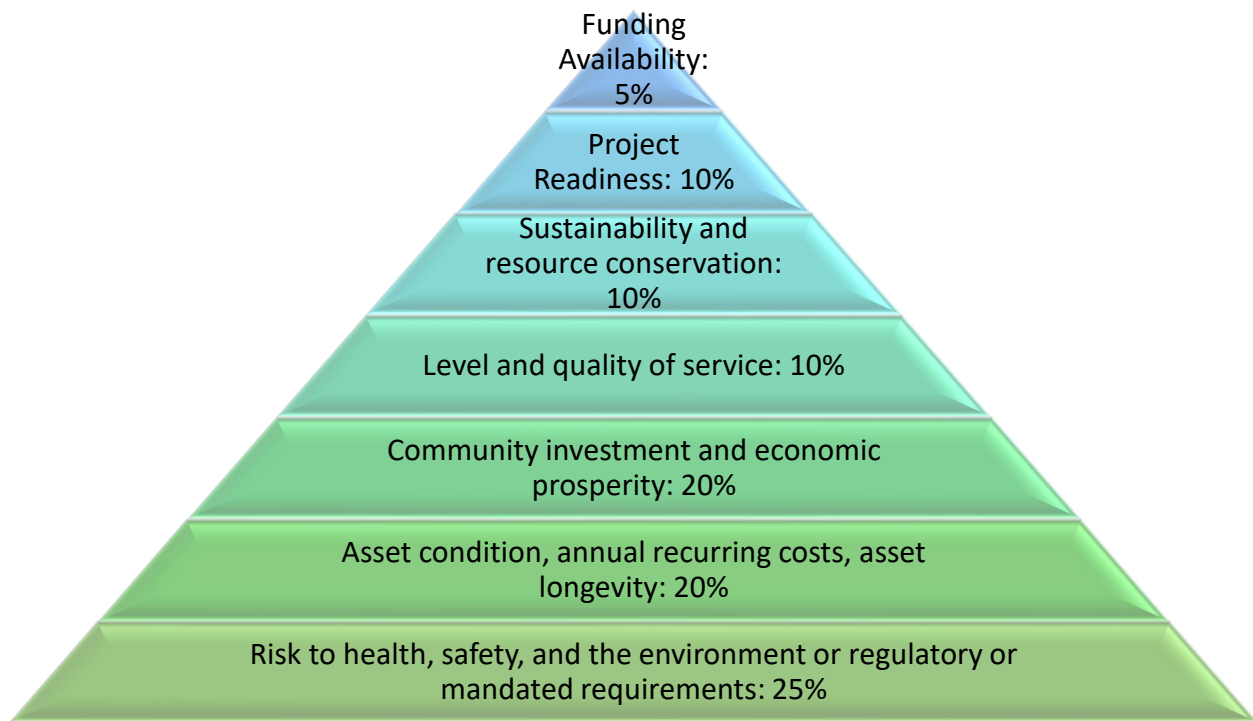 Funding
Availability:
5%
Project
Readiness: 10%
Sustainability and
resource conservation:
10%
Level and quality of service: 10%
Community investment and economic
prosperity: 20%
Asset condition, annual recurring costs, asset
longevity: 20%
Risk to health, safety, and the environment or regulatory or
mandated requirements: 25%